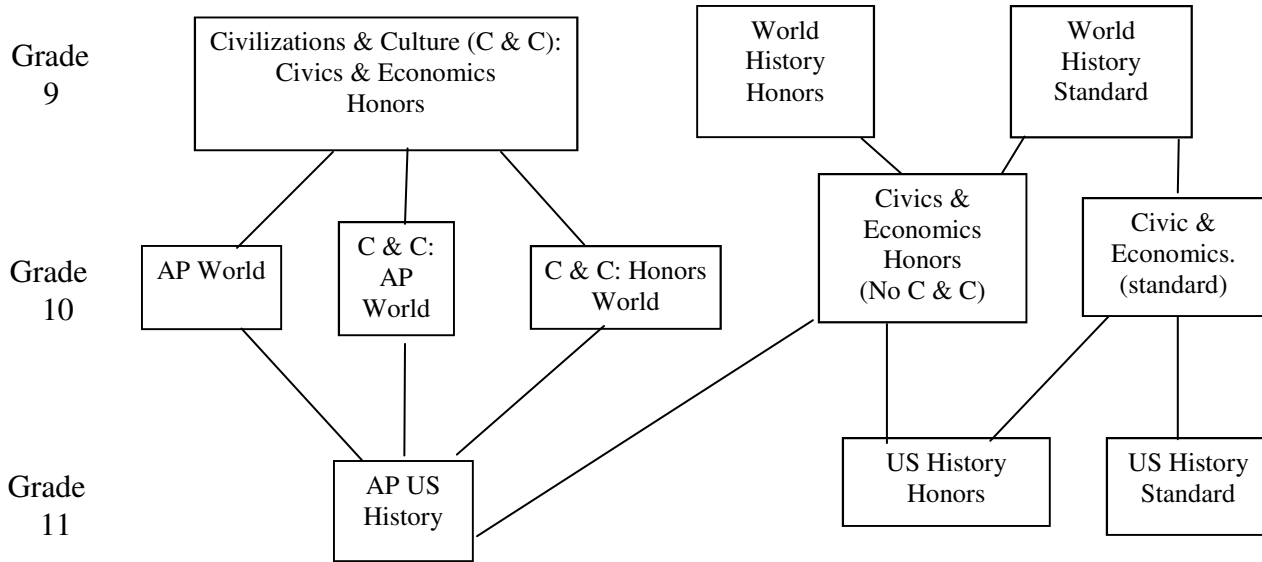 Grade
9
Civilizations & Culture (C & C):
Civics & Economics
Honors
World
History
Honors
World
History
Standard
Grade
10
AP World
C & C:
AP
World
C & C: Honors
World
Civics &
Economics
Honors
(No C & C)
Civic &
Economics.
(standard)
Grade
11
AP US
History
US History
Honors
US History
Standard